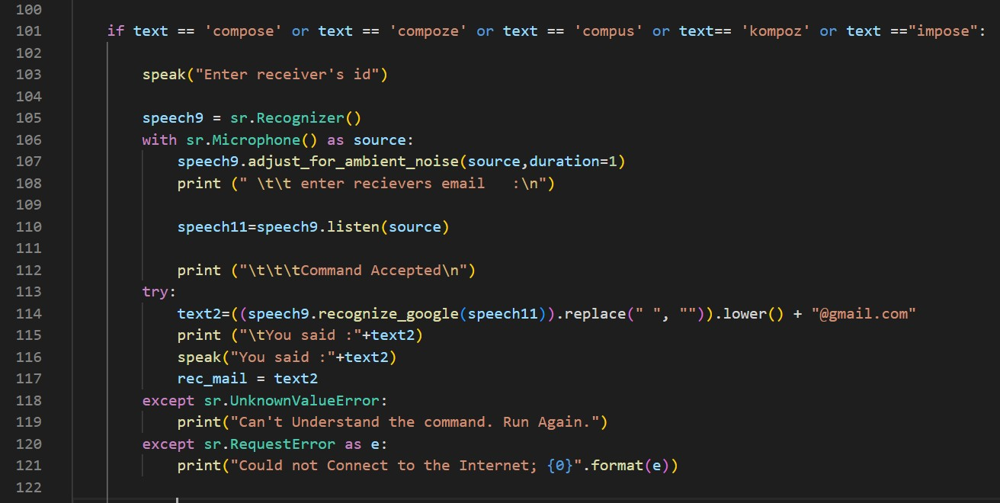 100
101 if text == 'compose' or text == 'compoze' or text == 'compus' or text== 'kompoz' or text =="impose":
102
103 speak("Enter receiver's id")
104
105 speech9 = sr.Recognizer()
106 with sr.Microphone() as source:
107 speech9.adjust_for_ambient_noise(source,duration=1)
108 print (" \t\t enter recievers email   :\n")
109
110 speech11=speech9.listen(source)
111
112 print ("\t\t\tCommand Accepted\n")
113 try:
114 text2=((speech9.recognize_google(speech11)).replace(" ", "")).lower() + "@gmail.com"
115 print ("\tYou said :"+text2)
116 speak("You said :"+text2)
117 rec_mail = text2
118 except sr.UnknownValueError:
119 print("Can't Understand the command. Run Again.")
120 except sr.RequestError as e:
121 print("Could not Connect to the Internet; {0}".format(e))
122